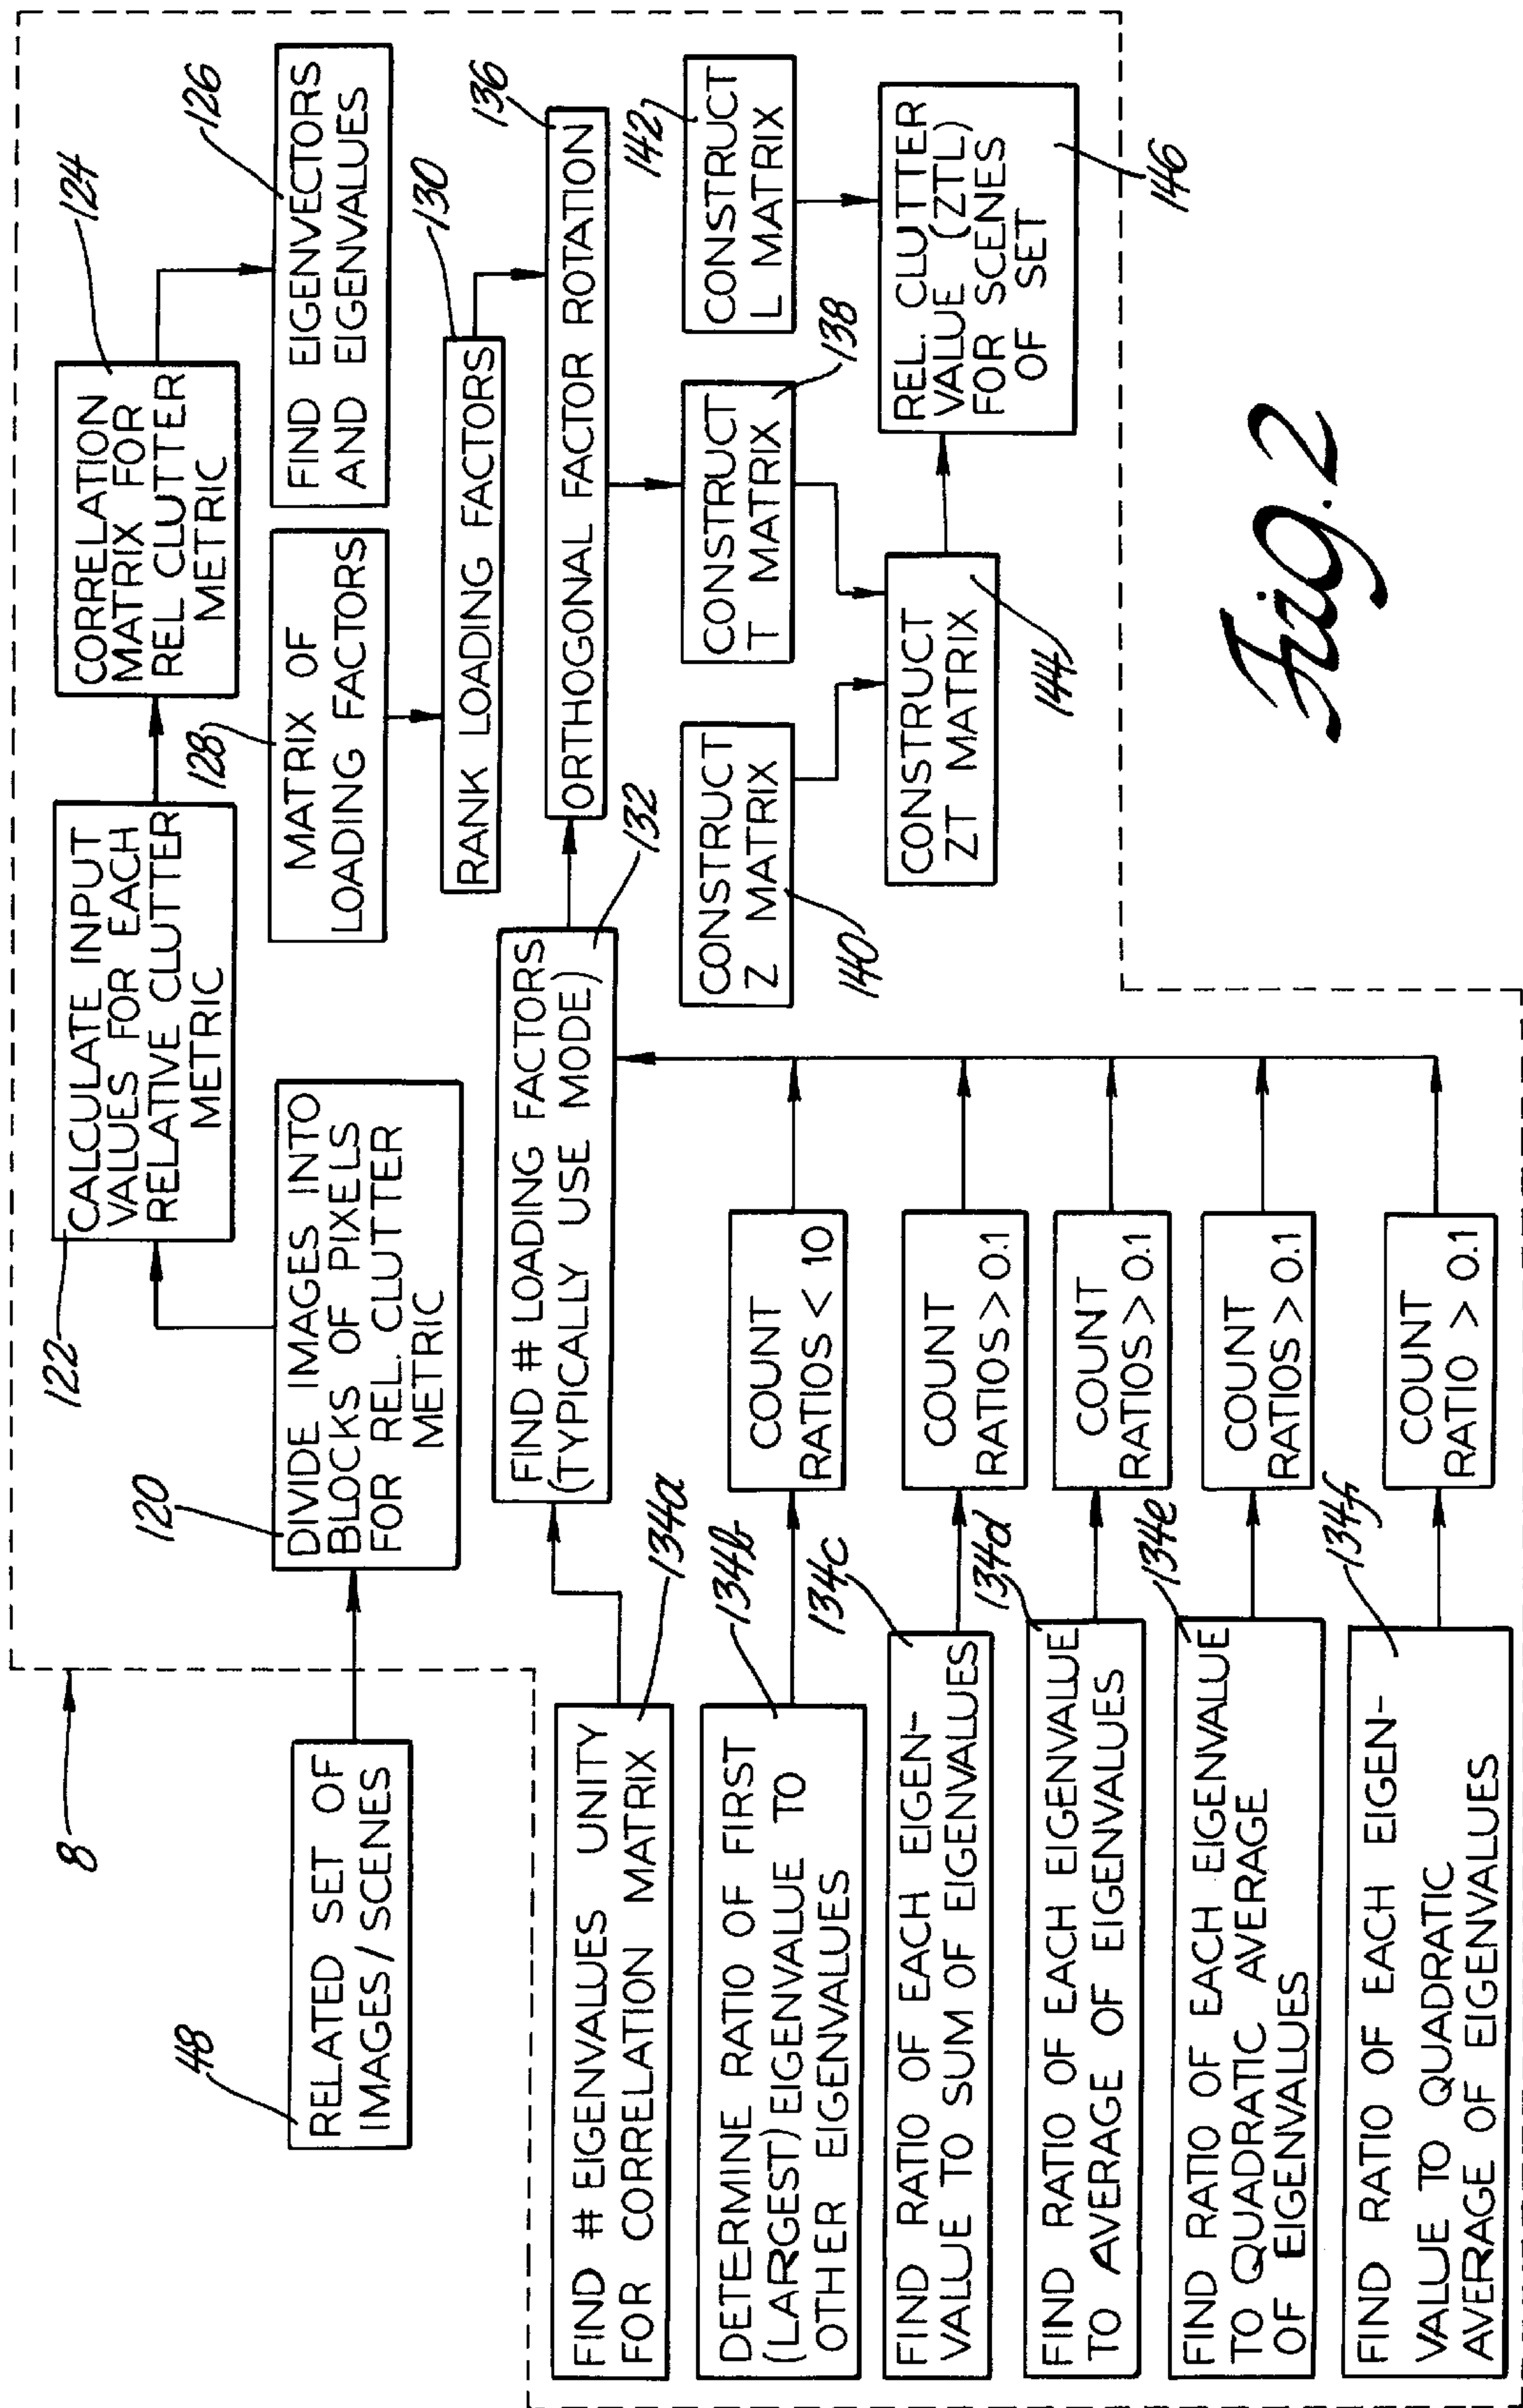 8
48
RELATED SET OF
IMAGES/SCENES
120
DIVIDE IMAGES INTO
BLOCKS OF PIXELS
FOR REL. CLUTTER
METRIC
122
CALCULATE INPUT
VALUES FOR EACH
RELATIVE CLUTTER
METRIC
124
CORRELATION
MATRIX FOR
REL CLUTTER
METRIC
126
FIND EIGENVECTORS
AND EIGENVALUES
128
MATRIX OF
LOADING FACTORS
130
RANK LOADING FACTORS
132
FIND # LOADING FACTORS
(TYPICALLY USE MODE)
136
ORTHOGONAL FACTOR ROTATION
134a
FIND # EIGENVALUES UNITY
FOR CORRELATION MATRIX
134b
DETERMINE RATIO OF FIRST
(LARGEST) EIGENVALUE TO
OTHER EIGENVALUES
COUNT
RATIOS < 10
134c
FIND RATIO OF EACH EIGEN-
VALUE TO SUM OF EIGENVALUES
COUNT
RATIOS > 0.1
134d
FIND RATIO OF EACH EIGENVALUE
TO AVERAGE OF EIGENVALUES
COUNT
RATIOS > 0.1
134e
FIND RATIO OF EACH EIGENVALUE
TO QUADRATIC AVERAGE
OF EIGENVALUES
COUNT
RATIOS > 0.1
134f
FIND RATIO OF EACH EIGEN-
VALUE TO QUADRATIC
AVERAGE OF EIGENVALUES
COUNT
RATIO > 0.1
140
CONSTRUCT
Z MATRIX
138
CONSTRUCT
T MATRIX
142
CONSTRUCT
L MATRIX
144
CONSTRUCT
ZT MATRIX
146
REL. CLUTTER
VALUE (ZTL)
FOR SCENES
OF SET
Fig. 2